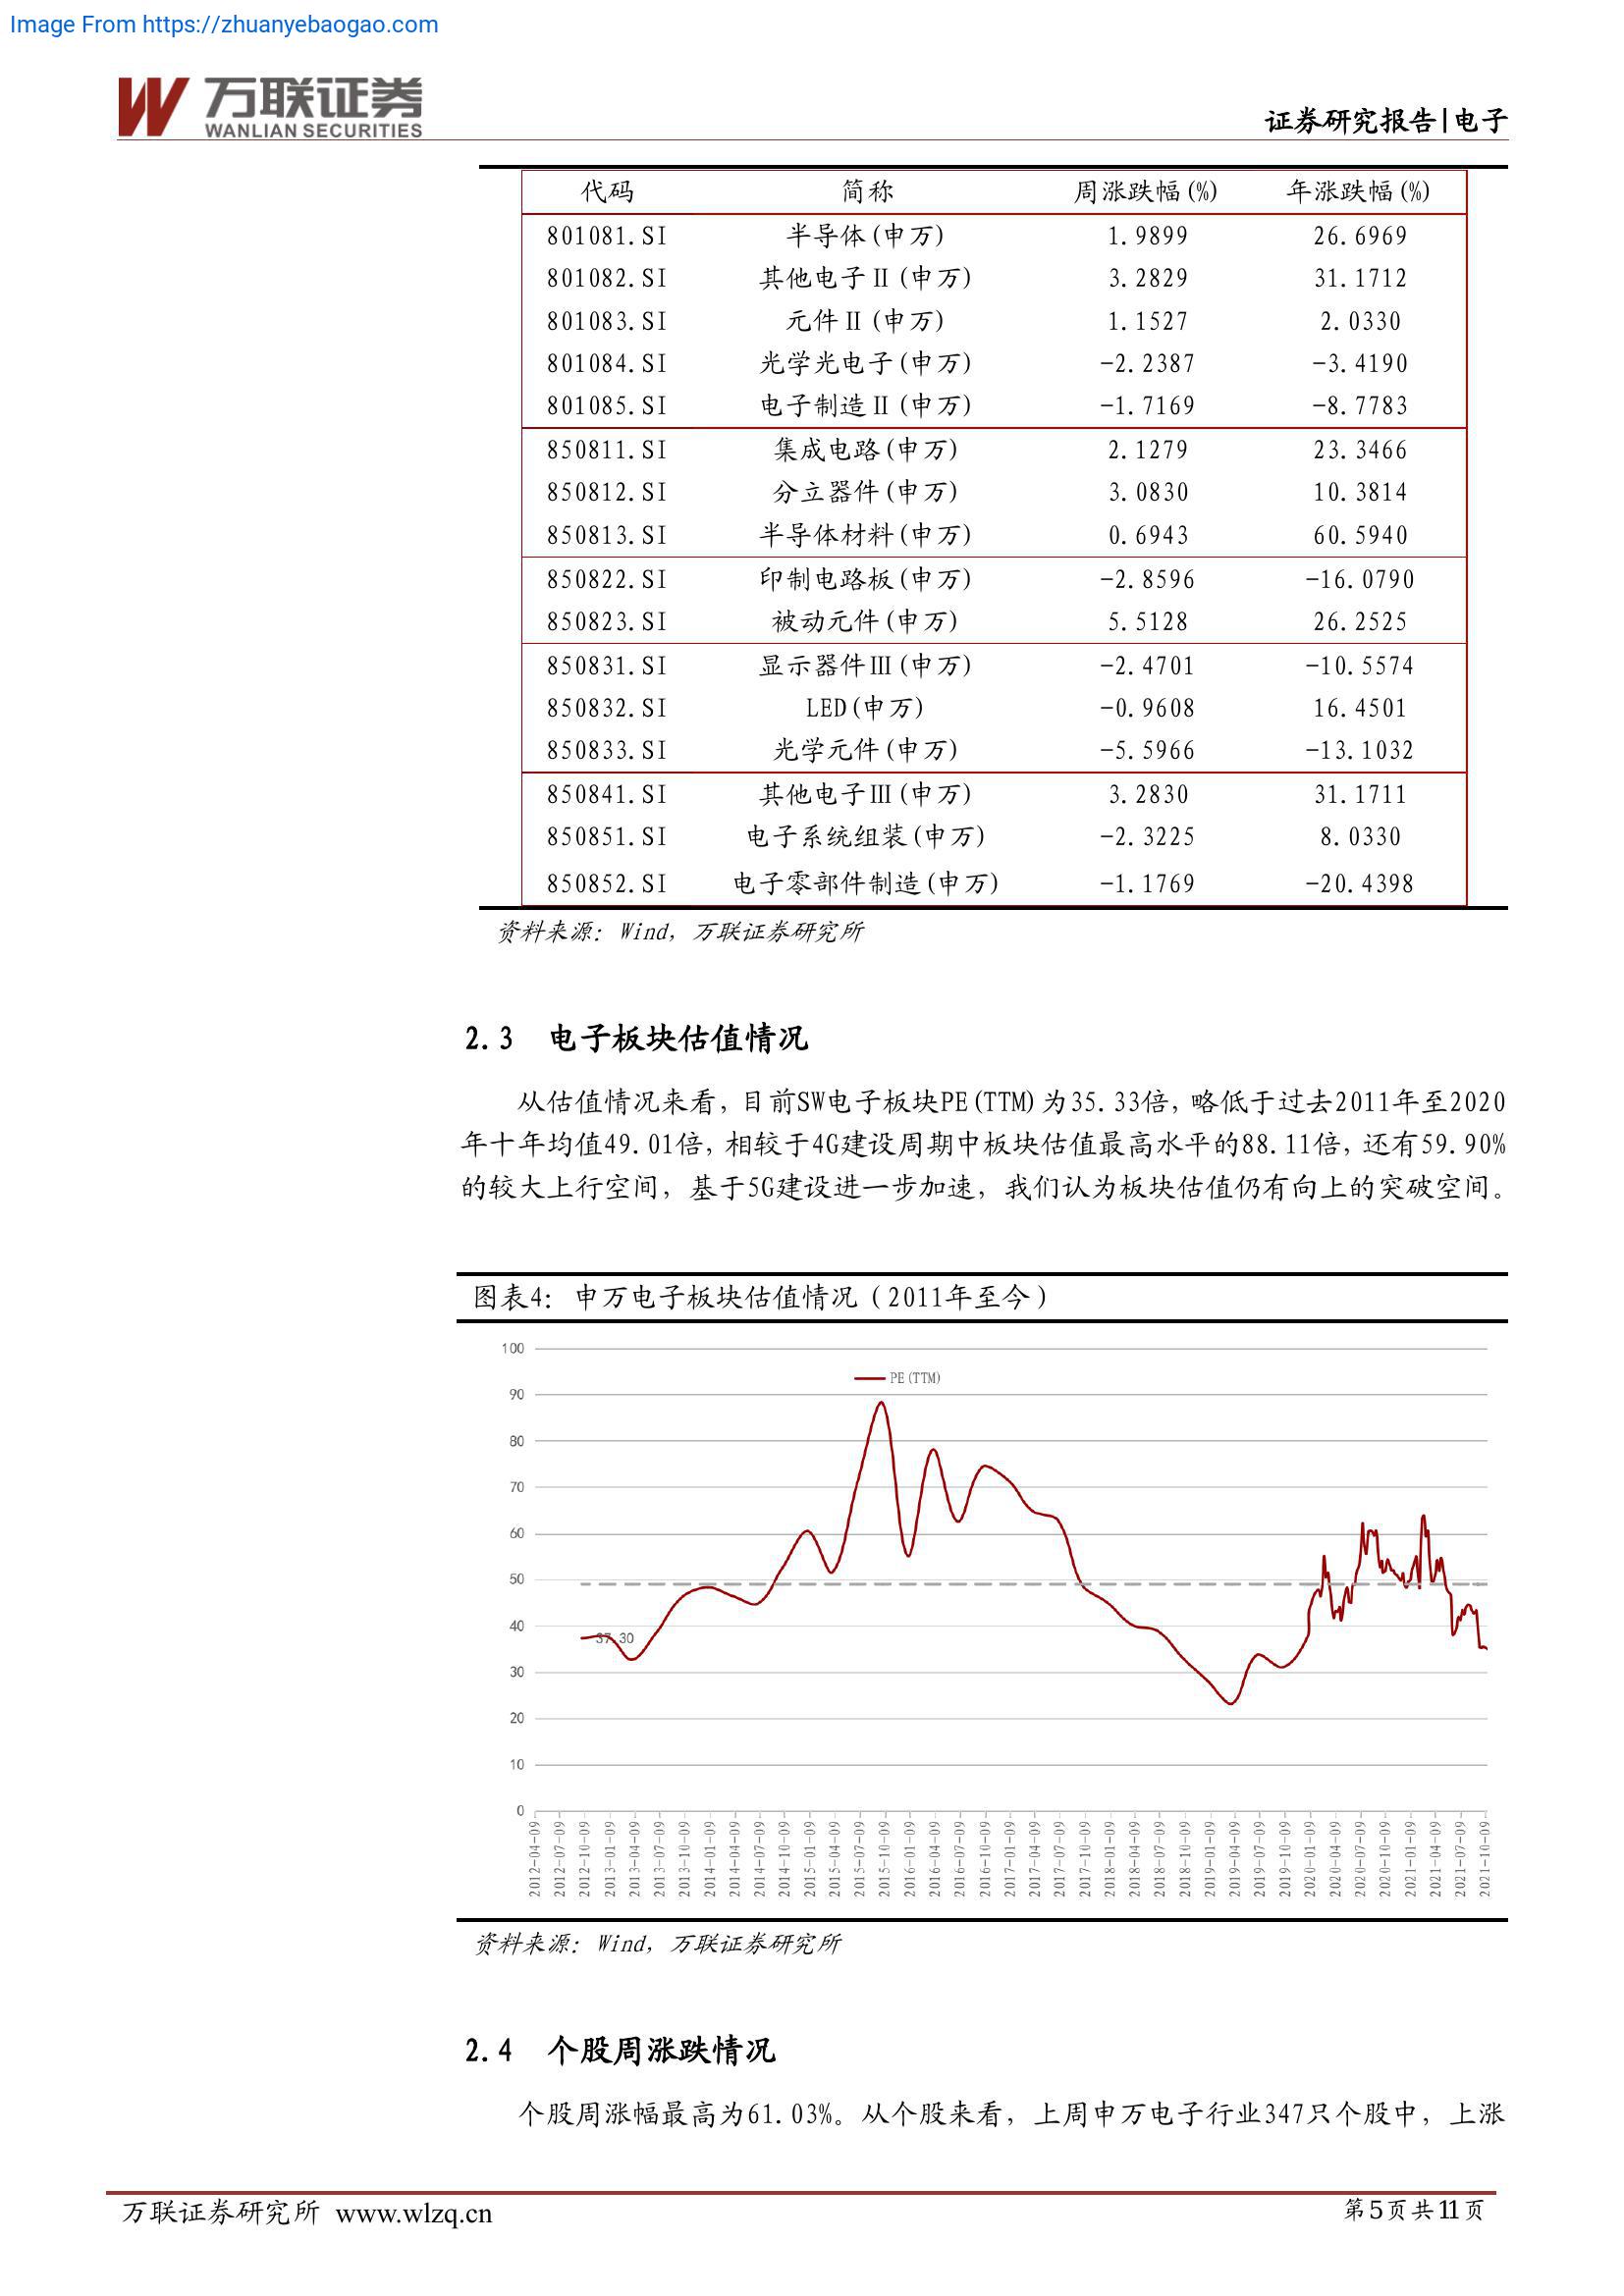 Image From https://zhuanyebaogao.com
万联证券
WANLIAN SECURITIES
证券研究报告|电子
代码 简称 周涨跌幅(%) 年涨跌幅(%)
801081.SI 半导体(申万) 1.9899 26.6969
801082.SI 其他电子Ⅱ(申万) 3.2829 31.1712
801083.SI 元件Ⅱ(申万) 1.1527 2.0330
801084.SI 光学光电子(申万) -2.2387 -3.4190
801085.SI 电子制造Ⅱ(申万) -1.7169 -8.7783
850811.SI 集成电路(申万) 2.1279 23.3466
850812.SI 分立器件(申万) 3.0830 10.3814
850813.SI 半导体材料(申万) 0.6943 60.5940
850822.SI 印制电路板(申万) -2.8596 -16.0790
850823.SI 被动元件(申万) 5.5128 26.2525
850831.SI 显示器件Ⅲ(申万) -2.4701 -10.5574
850832.SI LED(申万) -0.9608 16.4501
850833.SI 光学元件(申万) -5.5966 -13.1032
850841.SI 其他电子Ⅲ(申万) 3.2830 31.1711
850851.SI 电子系统组装(申万) -2.3225 8.0330
850852.SI 电子零部件制造(申万) -1.1769 -20.4398
资料来源：Wind，万联证券研究所
2.3 电子板块估值情况
从估值情况来看，目前SW电子板块PE(TTM)为35.33倍，略低于过去2011年至2020
年十年均值49.01倍，相较于4G建设周期中板块估值最高水平的88.11倍，还有59.90%
的较大上行空间，基于5G建设进一步加速，我们认为板块估值仍有向上的突破空间。
图表4：申万电子板块估值情况（2011年至今）
100
PE(TTM)
90
80
70
60
50
40
37.30
30
20
10
0
2012-04-09 2012-07-09 2012-10-09 2013-01-09 2013-04-09 2013-07-09 2013-10-09 2014-01-09 2014-04-09 2014-07-09 2014-10-09 2015-01-09 2015-04-09 2015-07-09 2015-10-09 2016-01-09 2016-04-09 2016-07-09 2016-10-09 2017-01-09 2017-04-09 2017-07-09 2017-10-09 2018-01-09 2018-04-09 2018-07-09 2018-10-09 2019-01-09 2019-04-09 2019-07-09 2019-10-09 2020-01-09 2020-04-09 2020-07-09 2020-10-09 2021-01-09 2021-04-09 2021-07-09 2021-10-09
资料来源：Wind，万联证券研究所
2.4 个股周涨跌情况
个股周涨幅最高为61.03%。从个股来看，上周申万电子行业347只个股中，上涨
万联证券研究所 www.wlzq.cn
第5页共11页